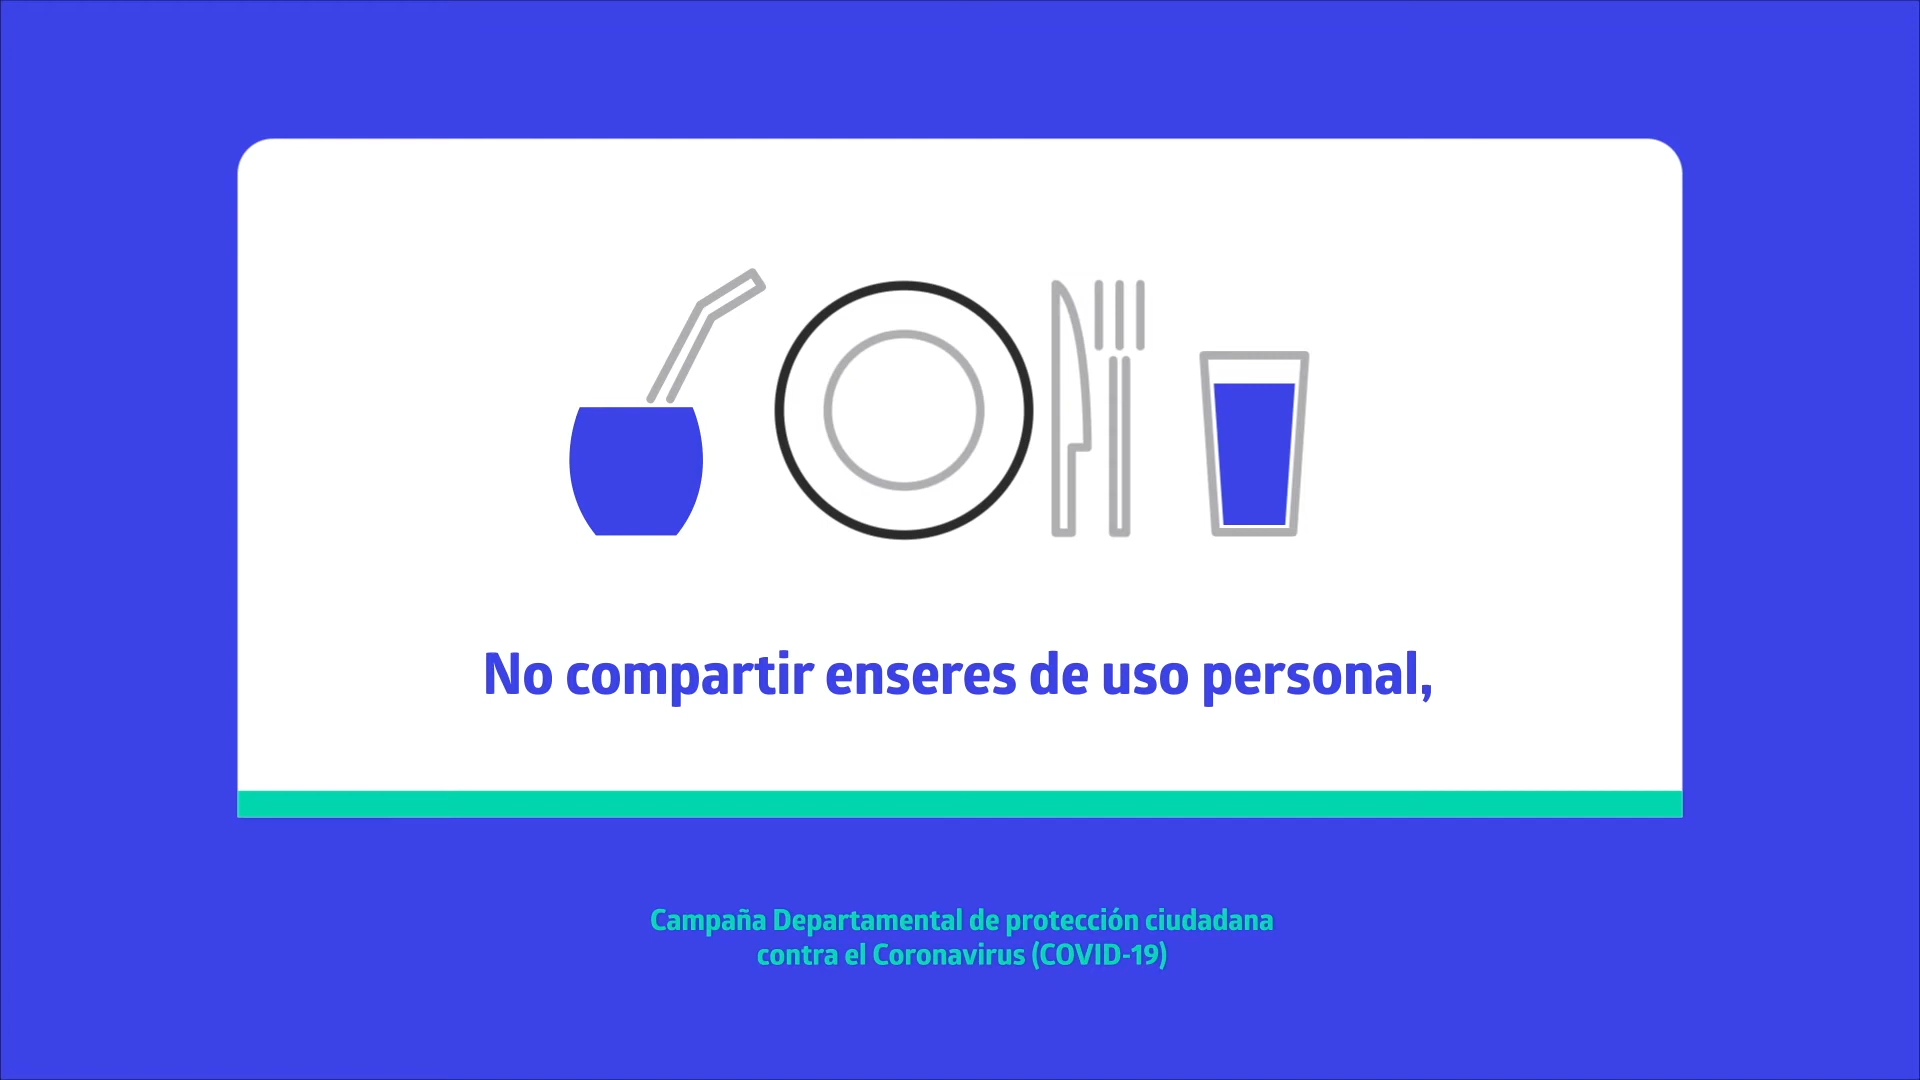 No compartir enseres de uso personal,
Campaña Departamental de protección ciudadana
contra el Coronavirus (COVID-19)